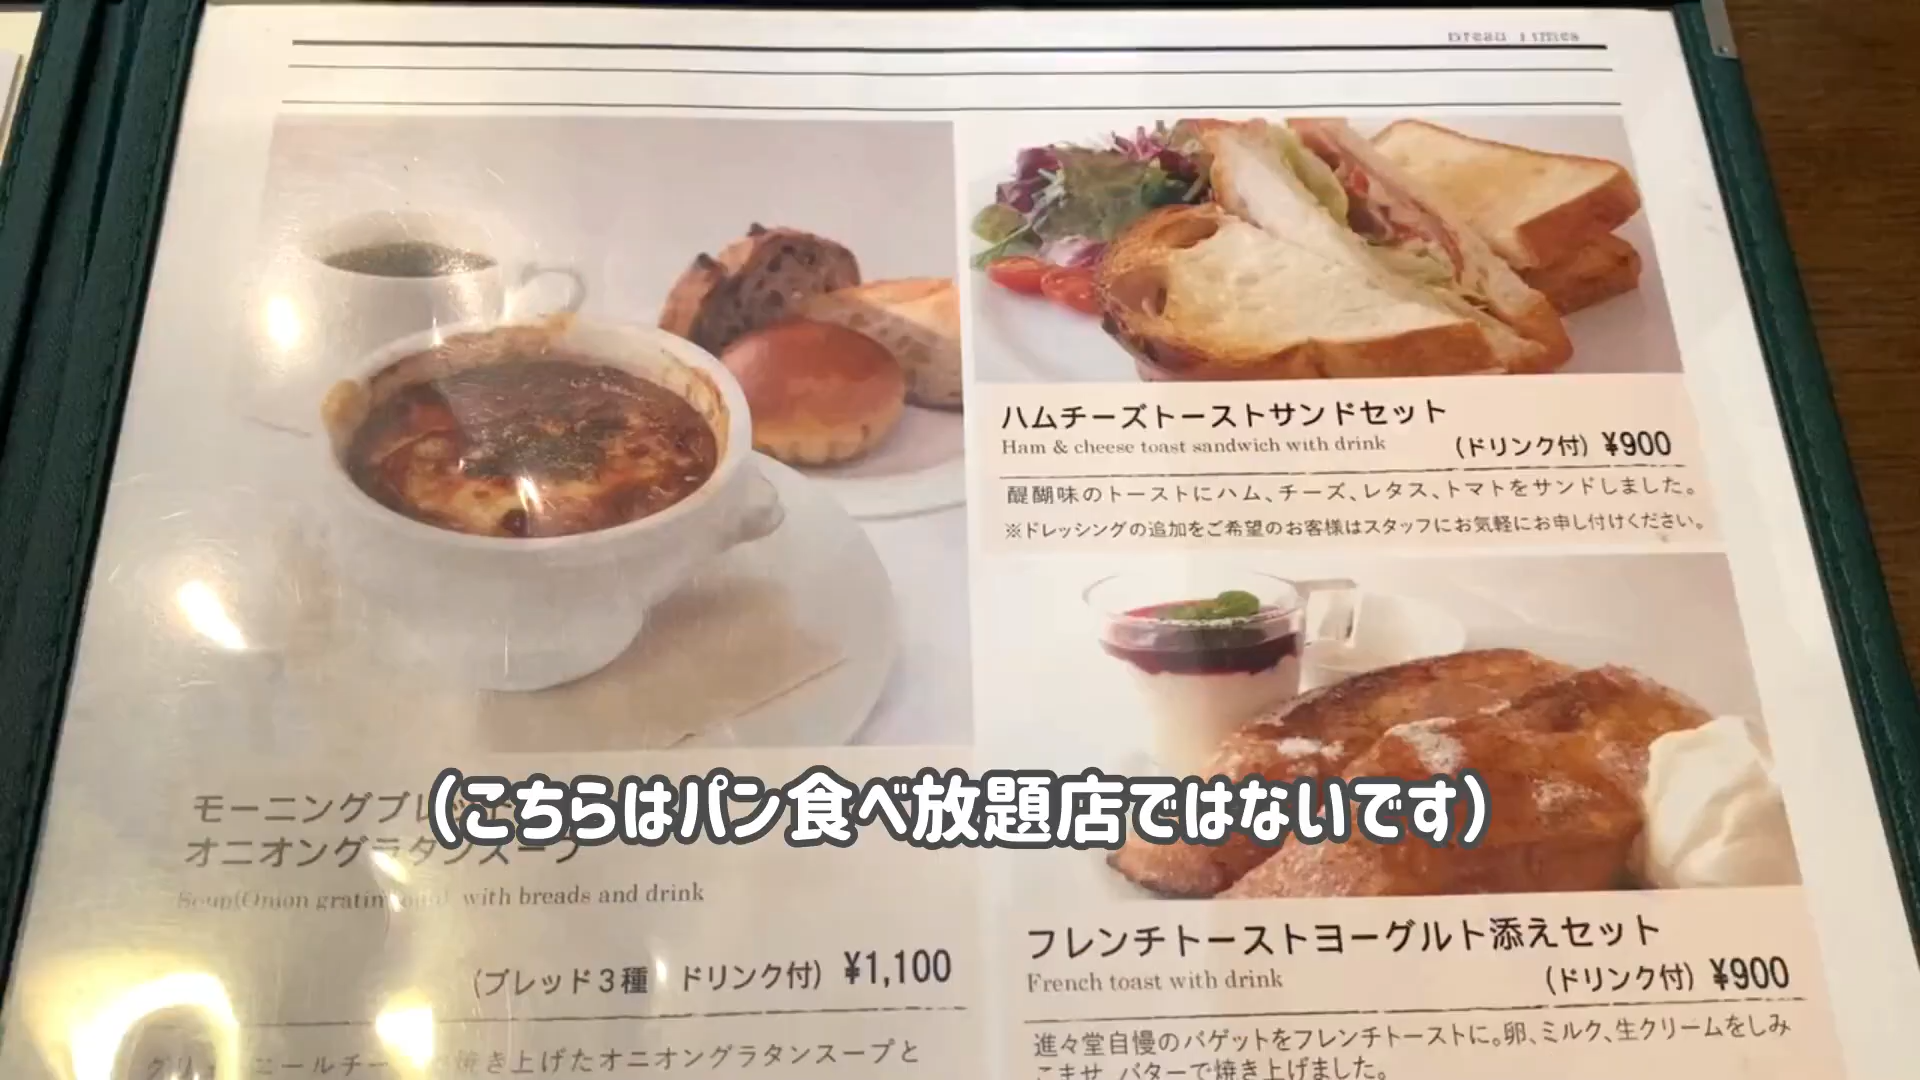 Bread Times
ハムチーズトーストサンドセット
Ham & cheese toast sandwich with drink
(ドリンク付) ¥900
醍醐味のトーストにハム、チーズ、レタス、トマトをサンドしました。
※ドレッシングの追加をご希望のお客様はスタッフにお気軽にお申し付けください。
(こちらはパン食べ放題店ではないです)
モーニングブレッ
オニオングラタンスープ
Soup(Onion gratin with breads and drink
(ブレッド3種 ドリンク付) ¥1,100
焼き上げたオニオングラタンスープと
フレンチトーストヨーグルト添えセット
French toast with drink
(ドリンク付) ¥900
進々堂自慢のバゲットをフレンチトーストに。卵、ミルク、生クリームをしみ
こませ、バターで焼き上げました。